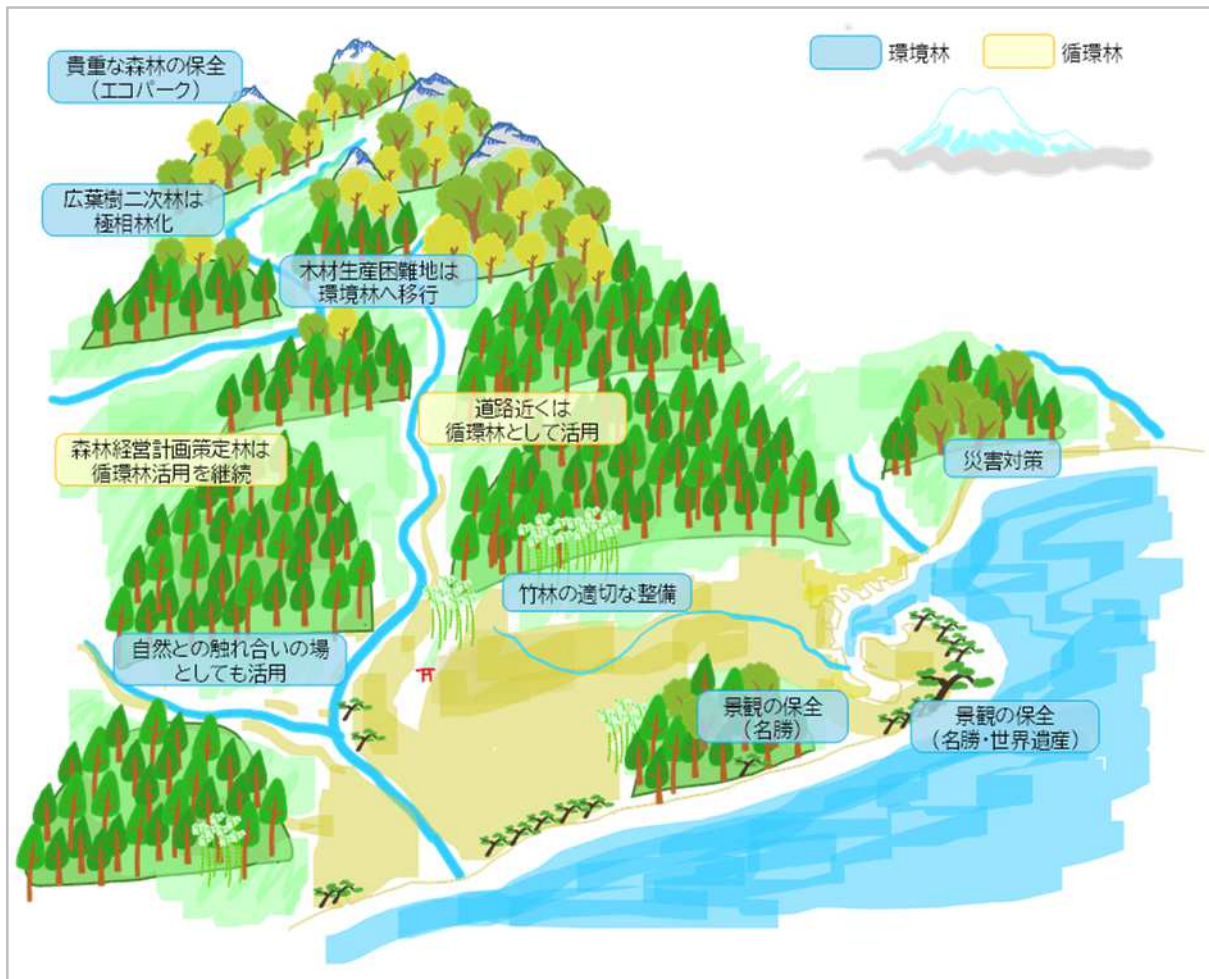 貴重な森林の保全
(エコパーク)
環境林
循環林
広葉樹二次林は
極相林化
木材生産困難地は
環境林へ移行
道路近くは
循環林として活用
森林経営計画策定林は
循環林活用を継続
災害対策
竹林の適切な整備
自然との触れ合いの場
としても活用
景観の保全
(名勝)
景観の保全
(名勝・世界遺産)